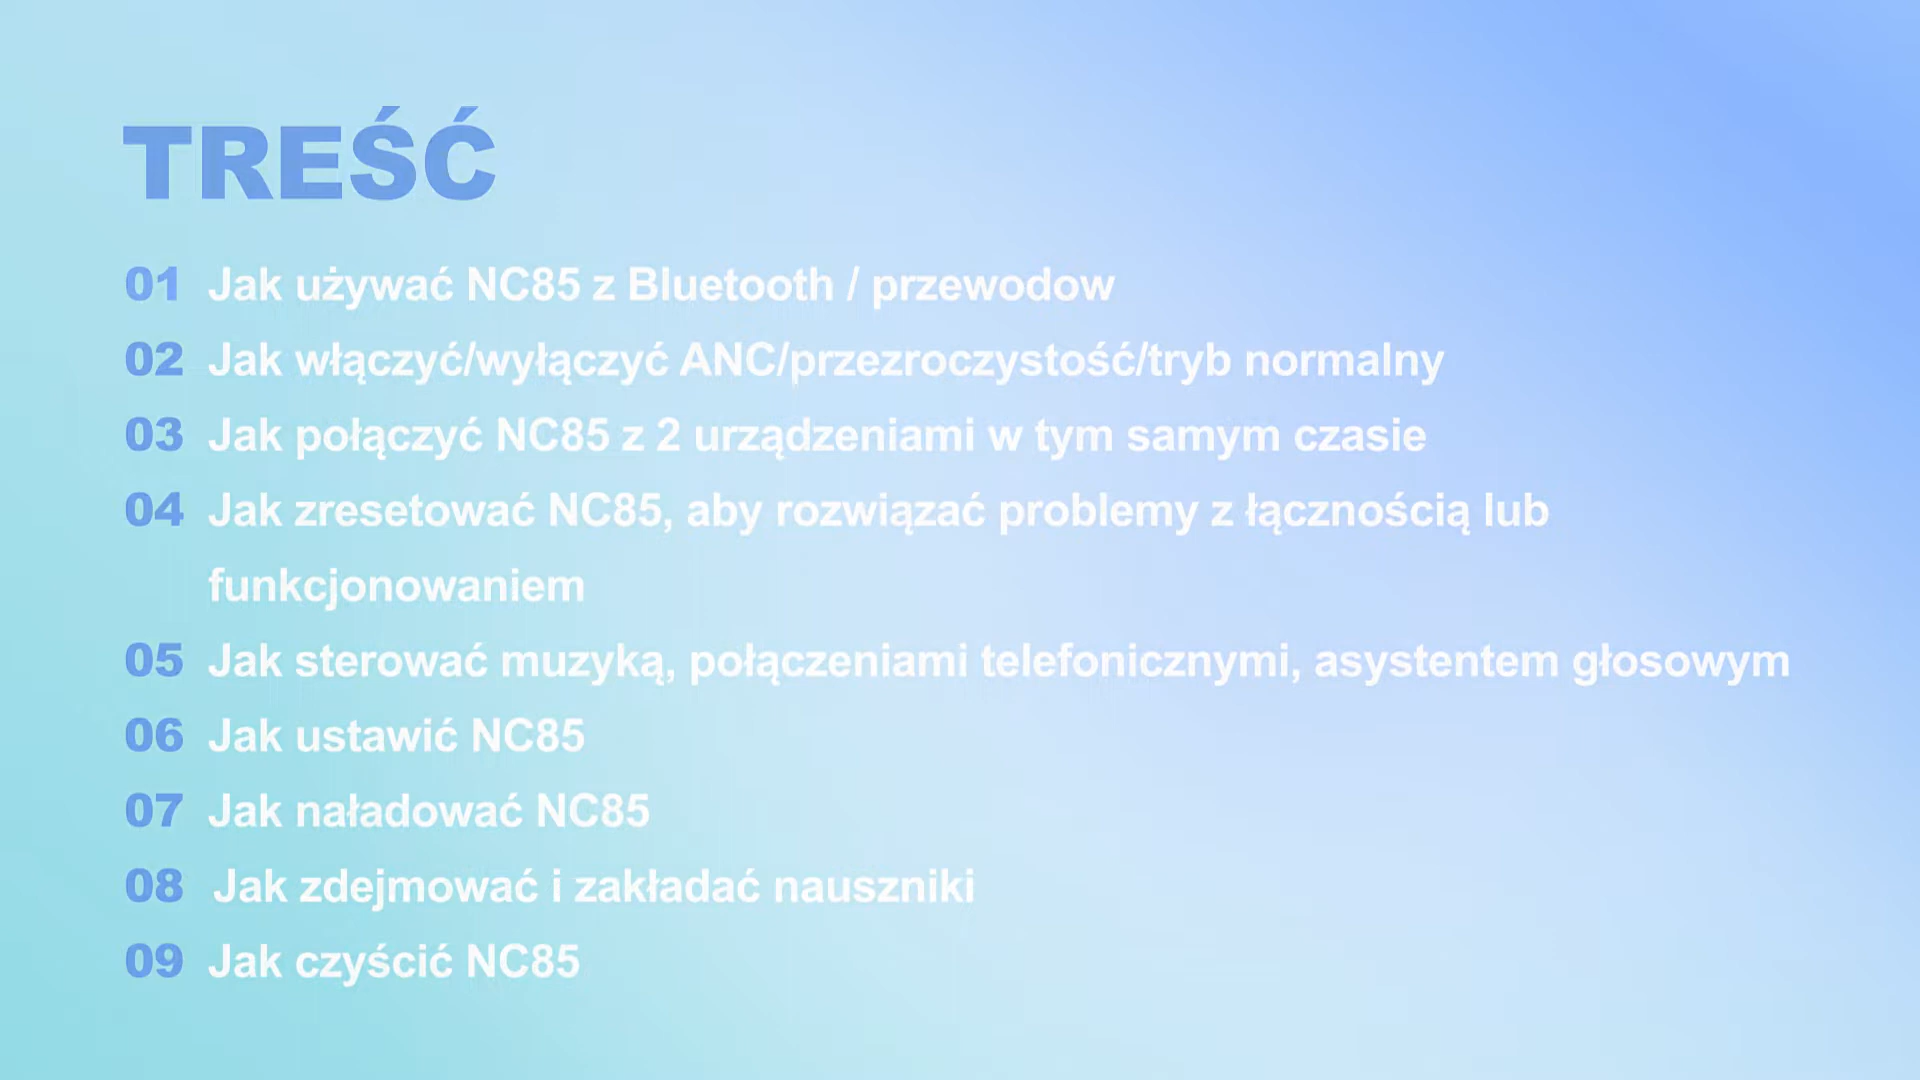 TREŚĆ
01 Jak używać NC85 z Bluetooth / przewodow
02 Jak włączyć/wyłączyć ANC/przezroczystość/tryb normalny
03 Jak połączyć NC85 z 2 urządzeniami w tym samym czasie
04 Jak zresetować NC85, aby rozwiązać problemy z łącznością lub
funkcjonowaniem
05 Jak sterować muzyką, połączeniami telefonicznymi, asystentem głosowym
06 Jak ustawić NC85
07 Jak naładować NC85
08 Jak zdejmować i zakładać nauszniki
09 Jak czyścić NC85